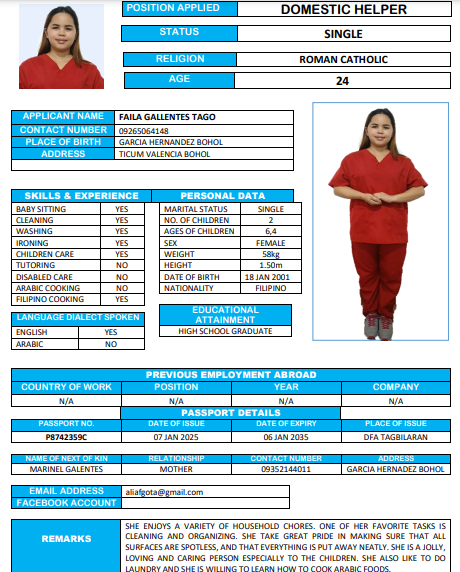 POSITION APPLIED DOMESTIC HELPER
STATUS SINGLE
RELIGION ROMAN CATHOLIC
AGE 24
APPLICANT NAME FAILA GALLENTES TAGO
CONTACT NUMBER 09265064148
PLACE OF BIRTH GARCIA HERNANDEZ BOHOL
ADDRESS TICUM VALENCIA BOHOL
SKILLS & EXPERIENCE PERSONAL DATA
BABY SITTING YES MARITAL STATUS SINGLE
CLEANING YES NO. OF CHILDREN 2
WASHING YES AGES OF CHILDREN 6,4
IRONING YES SEX FEMALE
CHILDREN CARE YES WEIGHT 58kg
TUTORING NO HEIGHT 1.50m
DISABLED CARE NO DATE OF BIRTH 18 JAN 2001
ARABIC COOKING NO NATIONALITY FILIPINO
FILIPINO COOKING YES
LANGUAGE DIALECT SPOKEN
ENGLISH YES
ARABIC NO
EDUCATIONAL
ATTAINMENT
HIGH SCHOOL GRADUATE
PREVIOUS EMPLOYMENT ABROAD
COUNTRY OF WORK POSITION YEAR COMPANY
N/A N/A N/A N/A
PASSPORT DETAILS
PASSPORT NO. DATE OF ISSUE DATE OF EXPIRY PLACE OF ISSUE
P8742359C 07 JAN 2025 06 JAN 2035 DFA TAGBILARAN
NAME OF NEXT OF KIN RELATIONSHIP CONTACT NUMBER ADDRESS
MARINEL GALENTES MOTHER 09352144011 GARCIA HERNADEZ BOHOL
EMAIL ADDRESS aliafgota@gmail.com
FACEBOOK ACCOUNT
REMARKS
SHE ENJOYS A VARIETY OF HOUSEHOLD CHORES. ONE OF HER FAVORITE TASKS IS
CLEANING AND ORGANIZING. SHE TAKE GREAT PRIDE IN MAKING SURE THAT ALL
SURFACES ARE SPOTLESS, AND THAT EVERYTHING IS PUT AWAY NEATLY. SHE IS A JOLLY,
LOVING AND CARING PERSON ESPECIALLY TO THE CHILDREN. SHE ALSO LIKE TO DO
LAUNDRY AND SHE IS WILLING TO LEARN HOW TO COOK ARABIC FOODS.